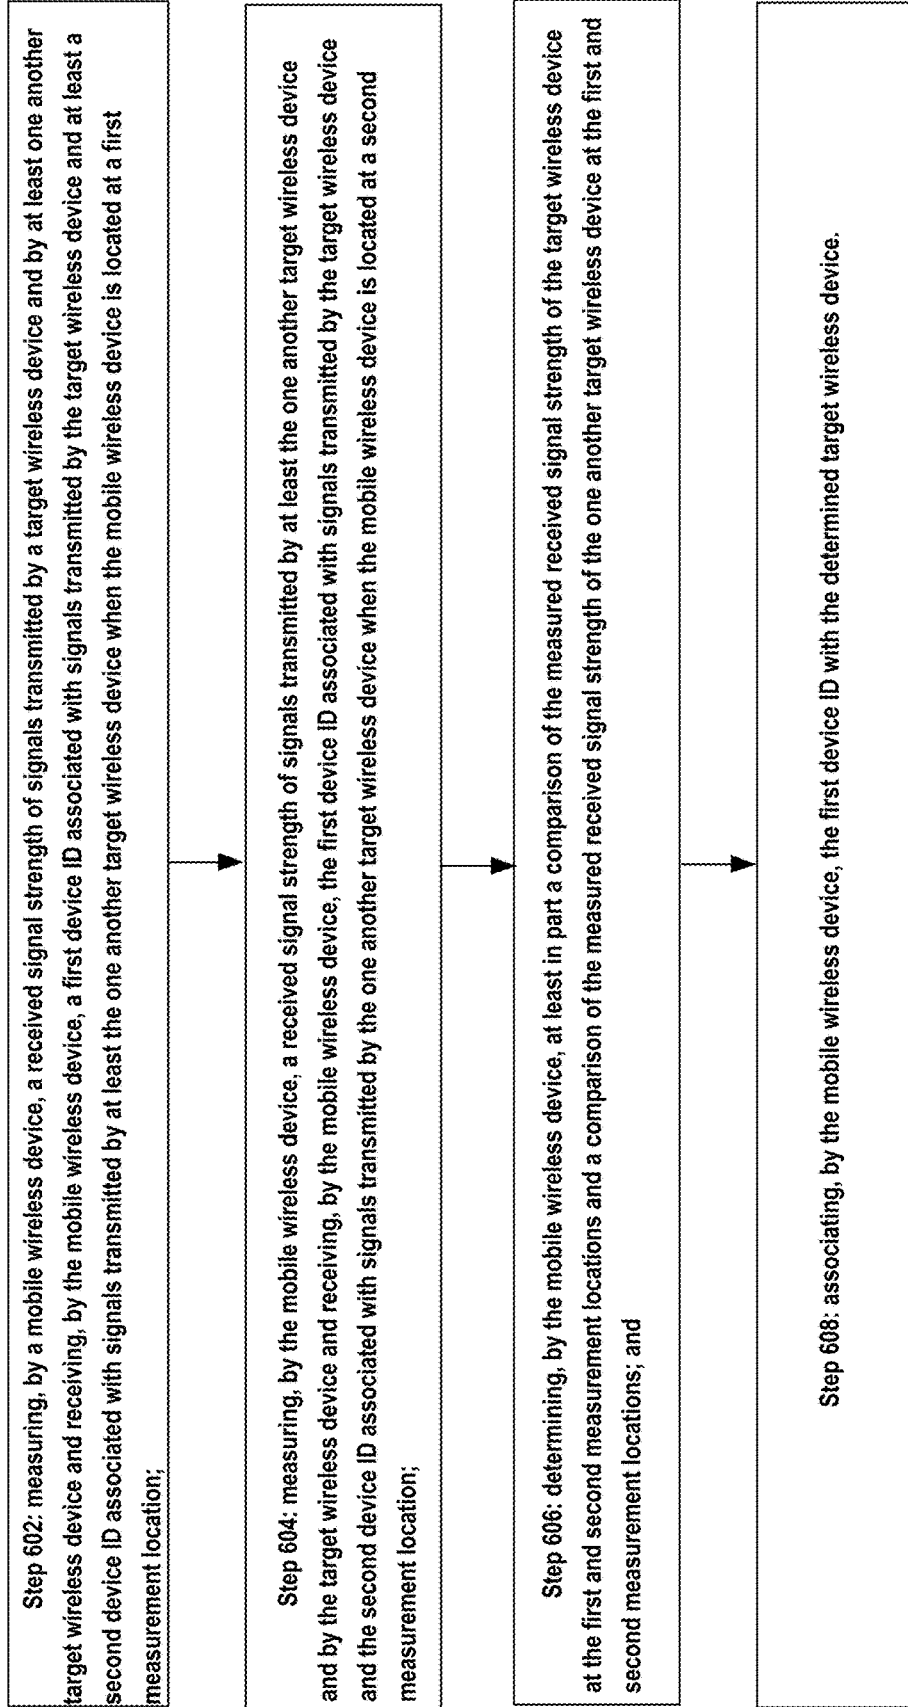 Step 602: measuring, by a mobile wireless device, a received signal strength of signals transmitted by a target wireless device and by at least one another
target wireless device and receiving, by the mobile wireless device, a first device ID associated with signals transmitted by the target wireless device and at least a
second device ID associated with signals transmitted by at least the one another target wireless device when the mobile wireless device is located at a first
measurement location;
Step 604: measuring, by the mobile wireless device, a received signal strength of signals transmitted by at least the one another target wireless device
and by the target wireless device and receiving, by the mobile wireless device, the first device ID associated with signals transmitted by the target wireless device
and the second device ID associated with signals transmitted by the one another target wireless device when the mobile wireless device is located at a second
measurement location;
Step 606: determining, by the mobile wireless device, at least in part a comparison of the measured received signal strength of the target wireless device
at the first and second measurement locations and a comparison of the measured received signal strength of the one another target wireless device at the first and
second measurement locations; and
Step 608: associating, by the mobile wireless device, the first device ID with the determined target wireless device.